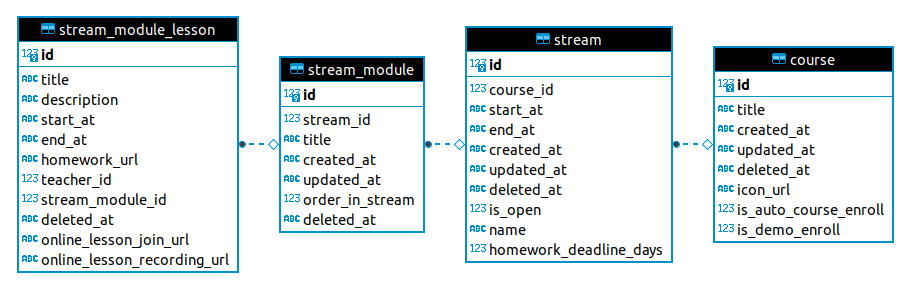 stream_module_lesson
123 id
ABC title
ABC description
ABC start_at
ABC end_at
ABC homework_url
123 teacher_id
123 stream_module_id
ABC deleted_at
ABC online_lesson_join_url
ABC online_lesson_recording_url
stream_module
123 id
123 stream_id
ABC title
ABC created_at
ABC updated_at
123 order_in_stream
ABC deleted_at
stream
123 id
123 course_id
ABC start_at
ABC end_at
ABC created_at
ABC updated_at
ABC deleted_at
123 is_open
ABC name
123 homework_deadline_days
course
123 id
ABC title
ABC created_at
ABC updated_at
ABC deleted_at
ABC icon_url
123 is_auto_course_enroll
123 is_demo_enroll